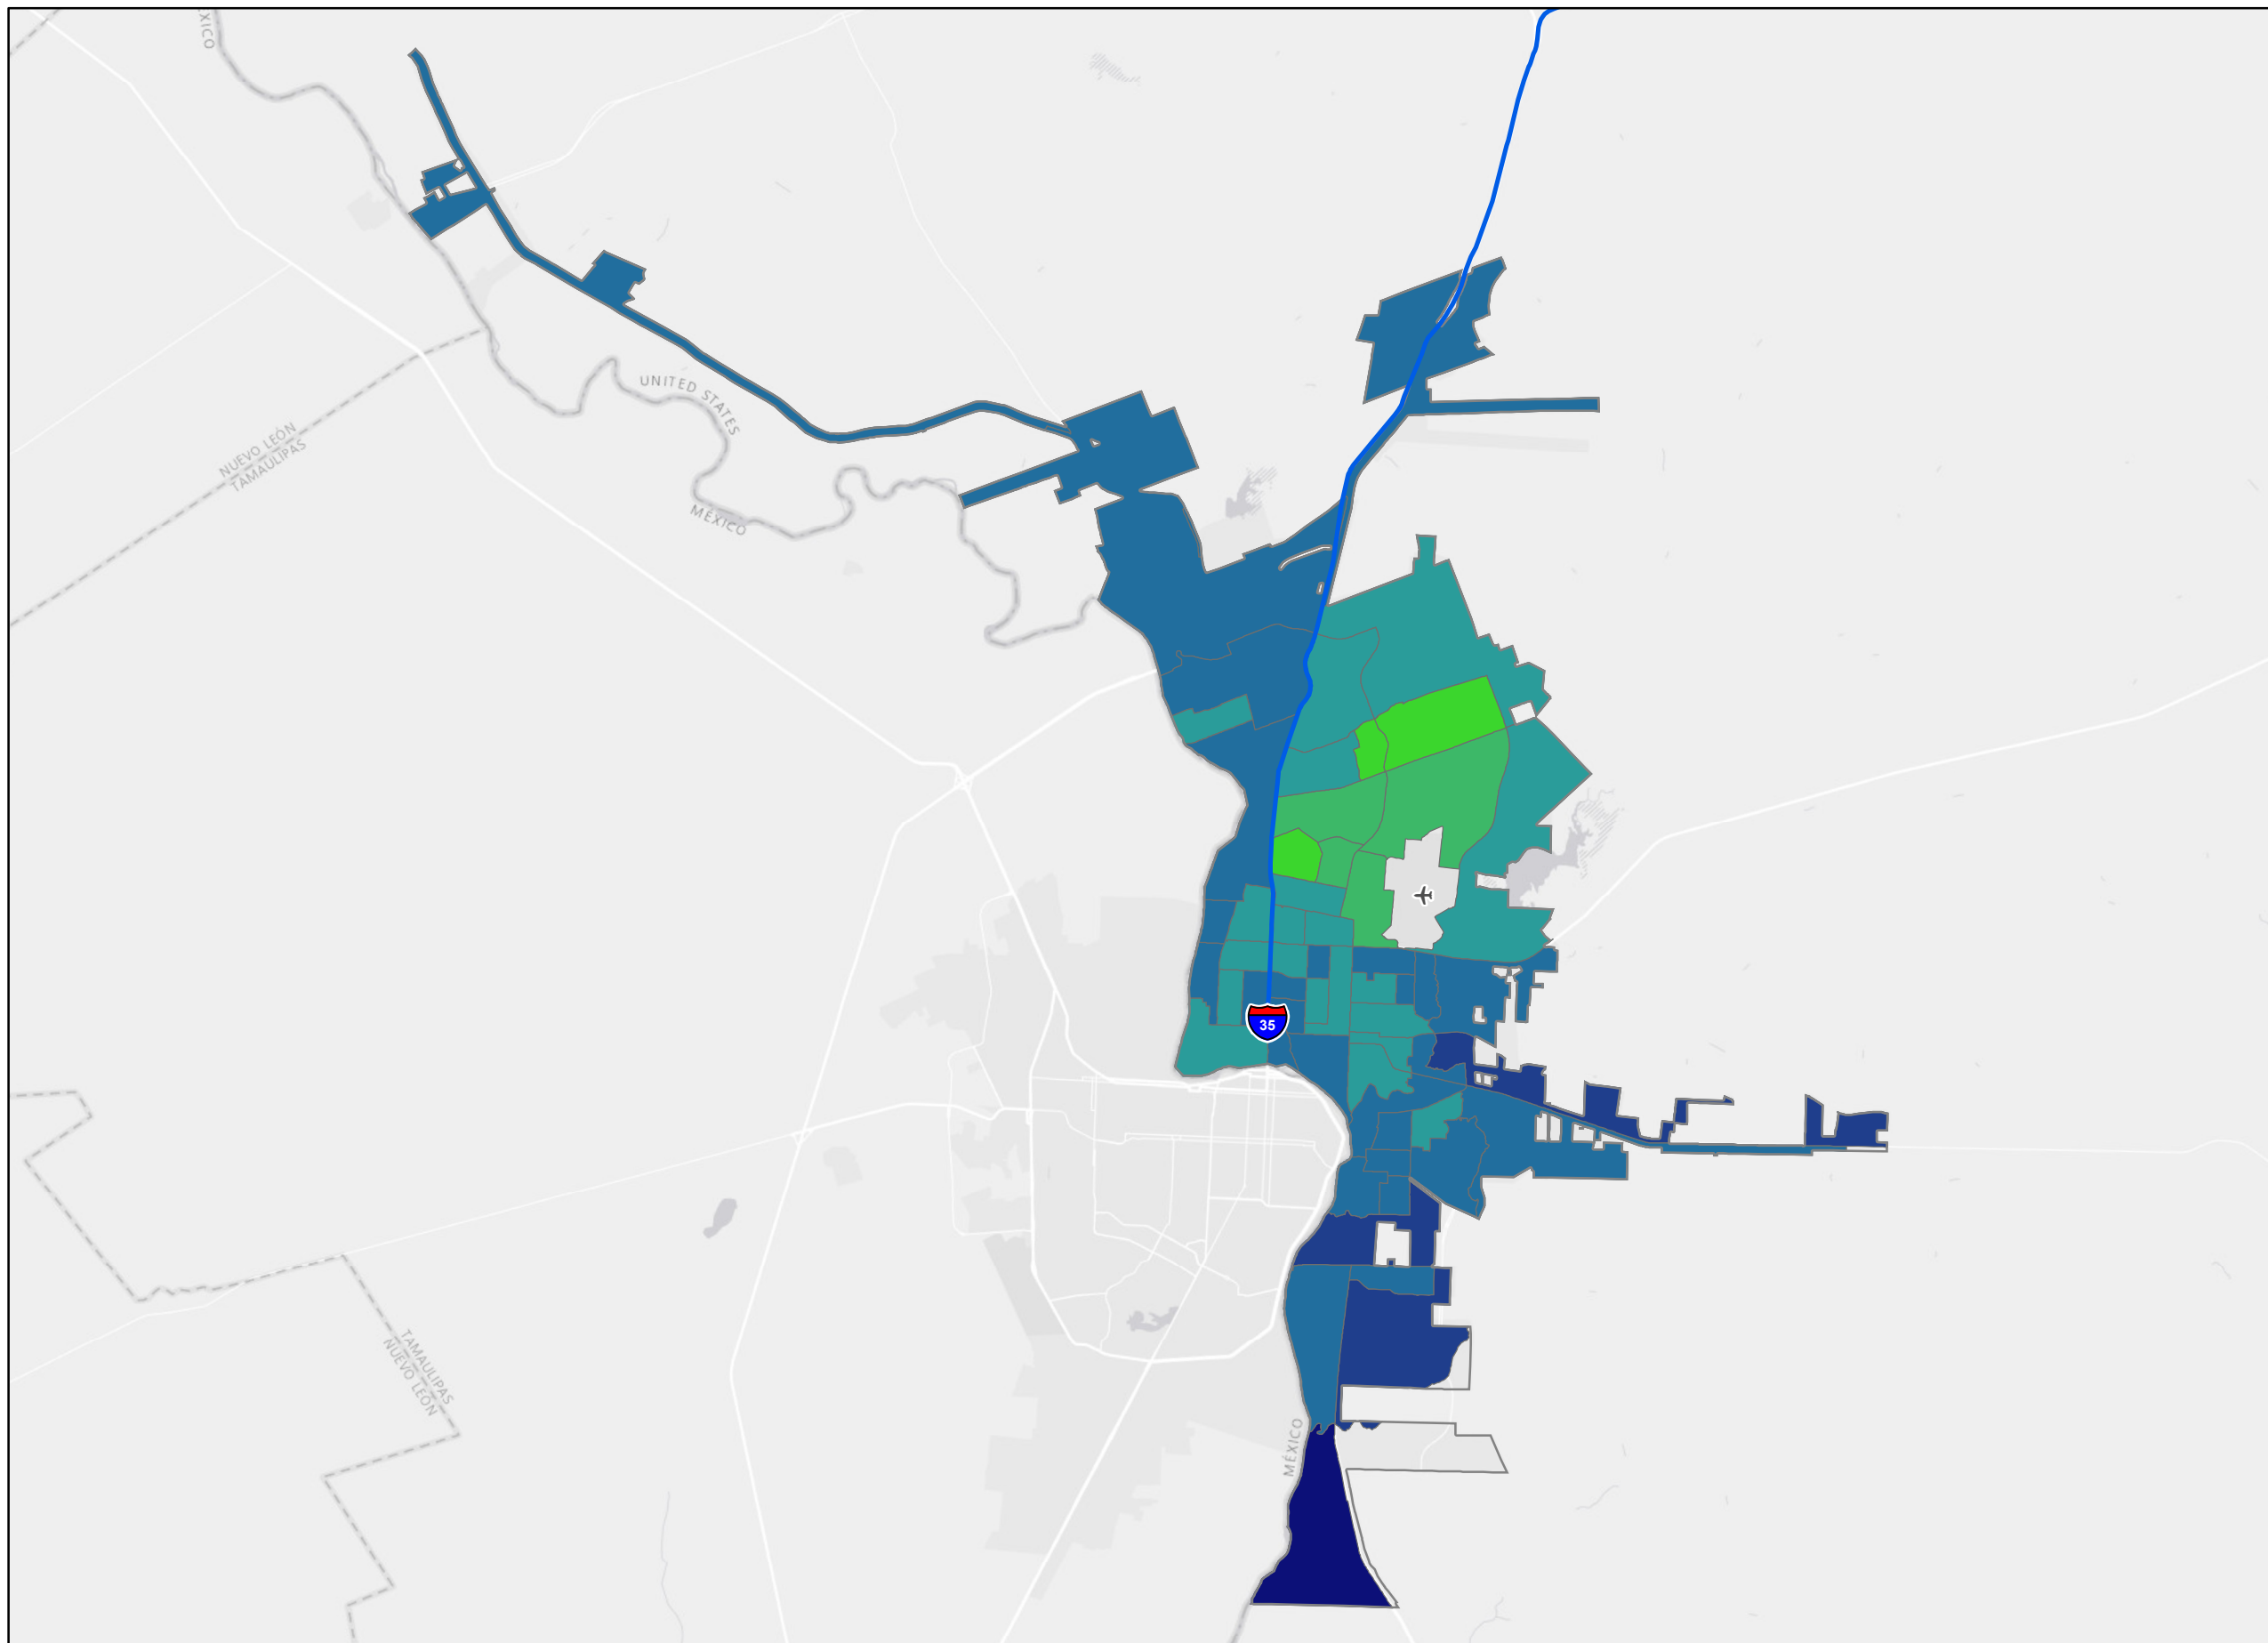 XICO
UNITED STATES
NUEVO LEÓN
TAMAULIPAS
MÉXICO
35
TAMAULIPAS
NUEVO LEÓN
MÉXICO